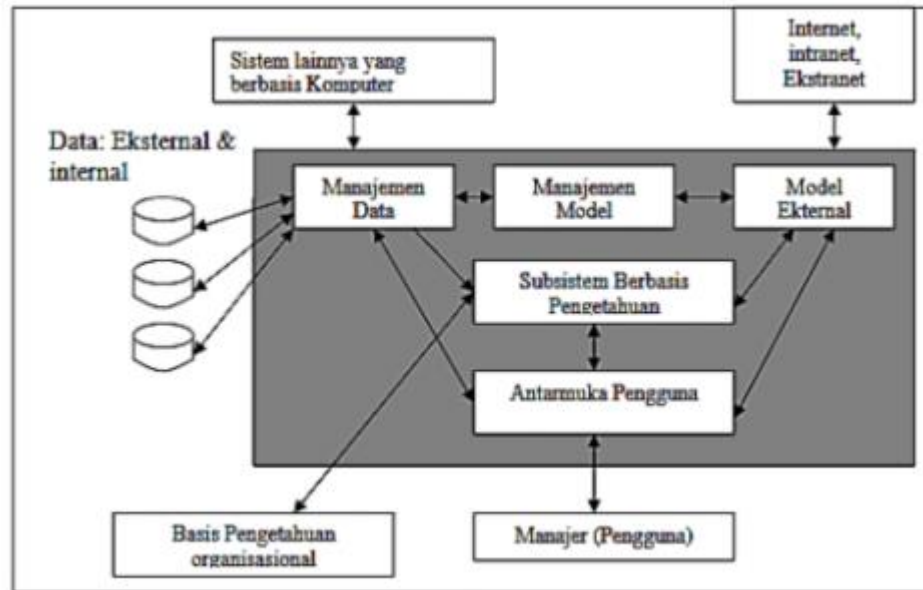 Sistem lainnya yang
berbasis Komputer
Internet,
intranet,
Ekstranet
Data: Eksternal &
internal
Manajemen
Data
Manajemen
Model
Model
Ekternal
Subsistem Berbasis
Pengetahuan
Antarmuka Pengguna
Basis Pengetahuan
organisasional
Manajer (Pengguna)